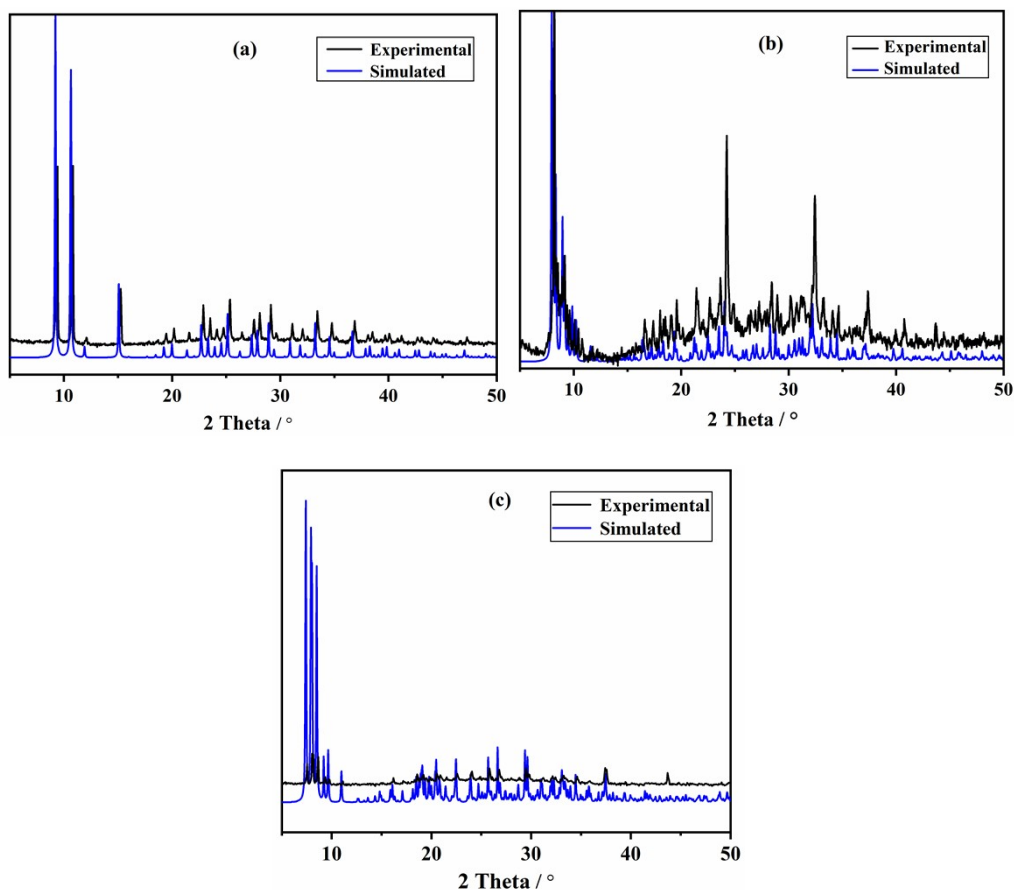 (a)
Experimental
Simulated
10 20 30 40 50
2 Theta / °
(b)
Experimental
Simulated
10 20 30 40 50
2 Theta / °
(c)
Experimental
Simulated
10 20 30 40 50
2 Theta / °